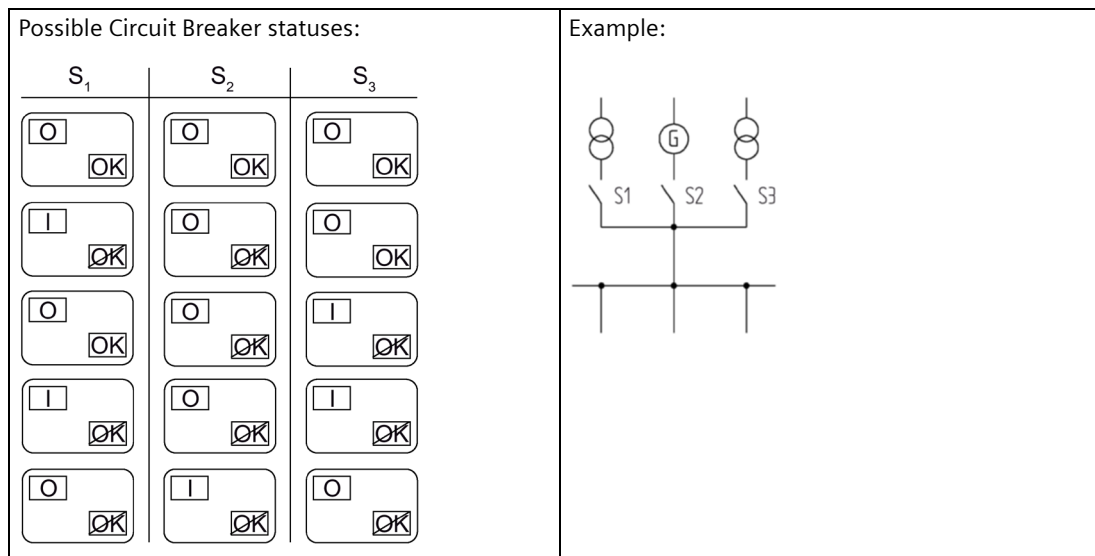 Possible Circuit Breaker statuses:
S1 S2 S3
O O O
OK OK OK
I O O
OK OK OK
O O I
OK OK OK
I O I
OK OK OK
O I O
OK OK OK
Example:
G
S1 S2 S3